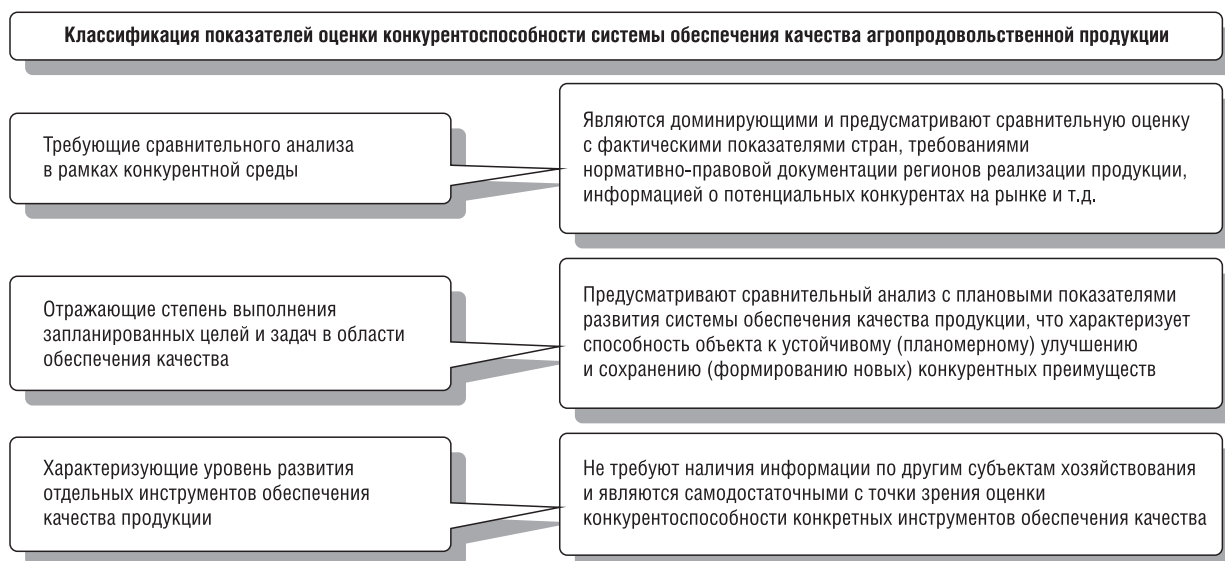 Классификация показателей оценки конкурентоспособности системы обеспечения качества агропродовольственной продукции
Требующие сравнительного анализа
в рамках конкурентной среды
Являются доминирующими и предусматривают сравнительную оценку
с фактическими показателями стран, требованиями
нормативно-правовой документации регионов реализации продукции,
информацией о потенциальных конкурентах на рынке и т.д.
Отражающие степень выполнения
запланированных целей и задач в области
обеспечения качества
Предусматривают сравнительный анализ с плановыми показателями
развития системы обеспечения качества продукции, что характеризует
способность объекта к устойчивому (планомерному) улучшению
и сохранению (формированию новых) конкурентных преимуществ
Характеризующие уровень развития
отдельных инструментов обеспечения
качества продукции
Не требуют наличия информации по другим субъектам хозяйствования
и являются самодостаточными с точки зрения оценки
конкурентоспособности конкретных инструментов обеспечения качества